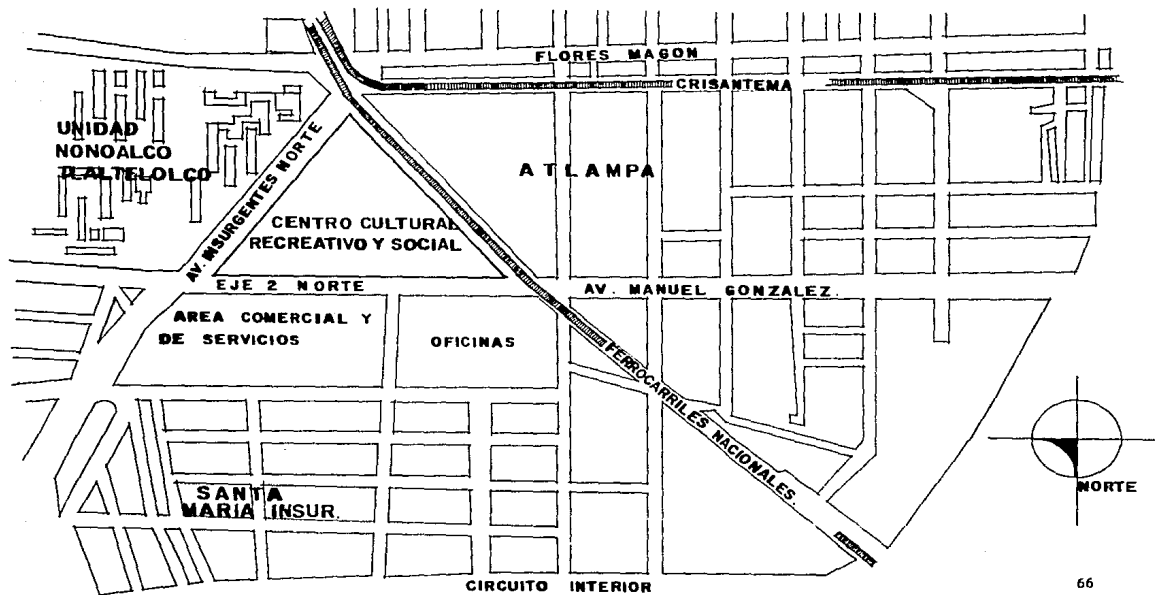 FLORES MAGON
CRISANTEMA
UNIDAD
NONOALCO
TLALTELOLCO
ATLAMPA
AV. INSURGENTES NORTE
CENTRO CULTURAL
RECREATIVO Y SOCIAL
EJE 2 NORTE
AV. MANUEL GONZALEZ.
AREA COMERCIAL Y
DE SERVICIOS
OFICINAS
FERROCARRILES NACIONALES.
NORTE
SANTA
MARIA INSUR.
CIRCUITO INTERIOR
66